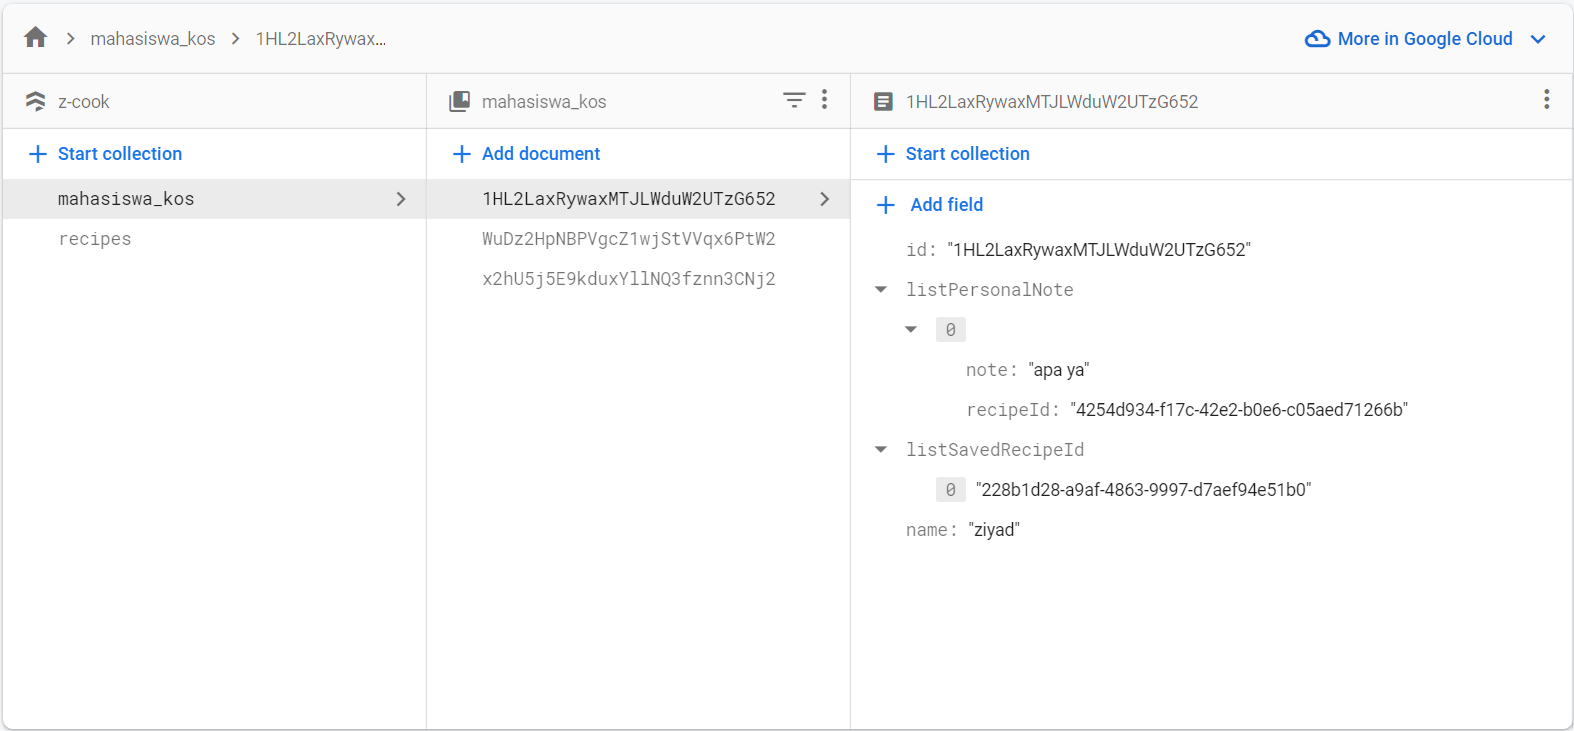 mahasiswa_kos
1HL2LaxRywax...
More in Google Cloud
z-cook
Start collection
mahasiswa_kos
recipes
mahasiswa_kos
Add document
1HL2LaxRywaxMTJLWduW2UTzG652
WuDz2HpNBPVgcZ1wjStVVqx6PtW2
x2hU5j5E9kduxYllNQ3fznn3CNj2
1HL2LaxRywaxMTJLWduW2UTzG652
Start collection
Add field
id: "1HL2LaxRywaxMTJLWduW2UTzG652"
listPersonalNote
0
note: "apa ya"
recipeId: "4254d934-f17c-42e2-b0e6-c05aed71266b"
listSavedRecipeId
0 "228b1d28-a9af-4863-9997-d7aef94e51b0"
name: "ziyad"